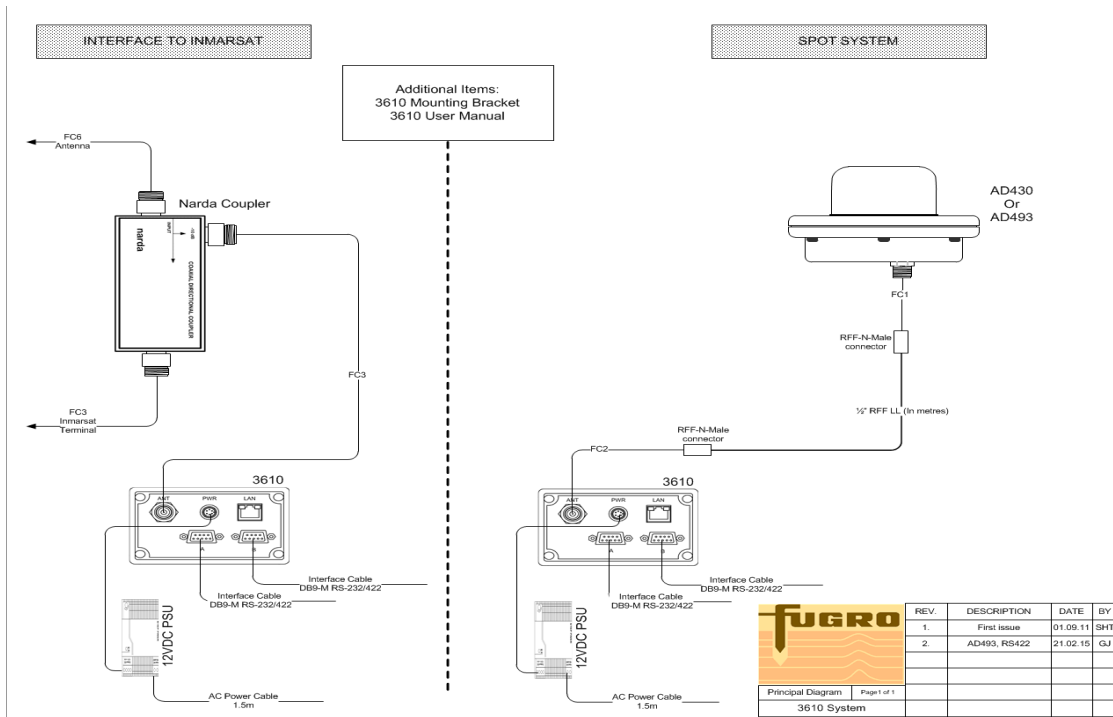 INTERFACE TO INMARSAT
SPOT SYSTEM
Additional Items:
3610 Mounting Bracket
3610 User Manual
FC6
Antenna
Narda Coupler
narda
INPUT
COAXIAL DIRECTIONAL COUPLER
FC3
FC3
Inmarsat
Terminal
3610
ANT
PWR
LAN
A
B
Interface Cable
DB9-M RS-232/422
Interface Cable
DB9-M RS-232/422
12VDC PSU
AC Power Cable
1.5m
AD430
Or
AD493
FC1
RFF-N-Male
connector
½" RFF LL (In metres)
RFF-N-Male
connector
FC2
3610
ANT
PWR
LAN
A
B
Interface Cable
DB9-M RS-232/422
Interface Cable
DB9-M RS-232/422
12VDC PSU
AC Power Cable
1.5m
FUGRO
REV. DESCRIPTION DATE BY
1. First issue 01.09.11 SHT
2. AD493, RS422 21.02.15 GJ
Principal Diagram Page1 of 1
3610 System